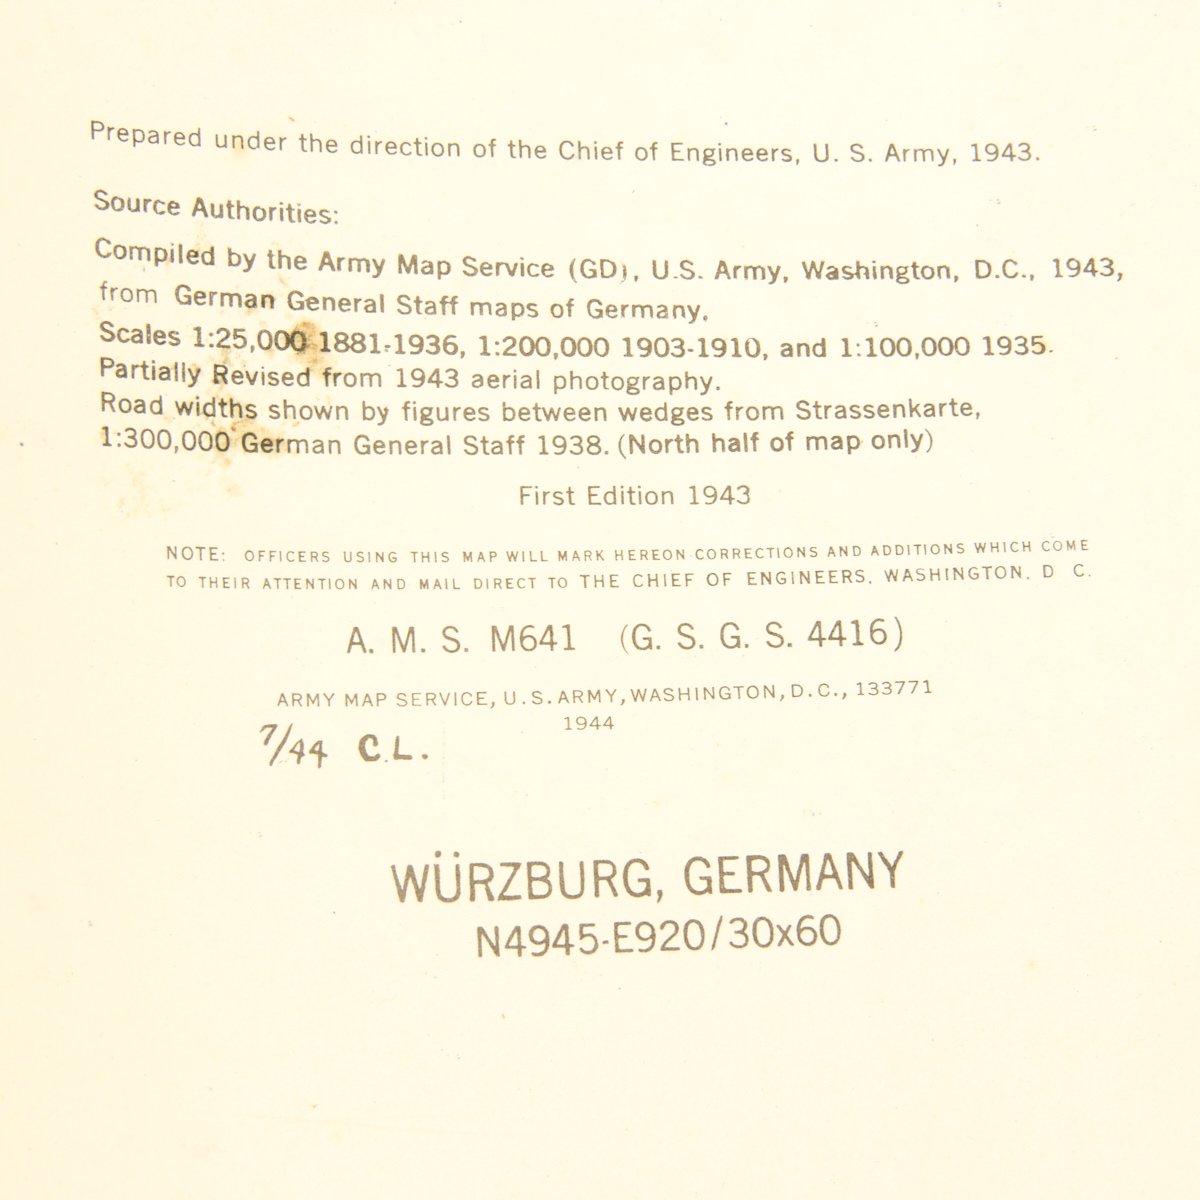 Prepared under the direction of the Chief of Engineers, U. S. Army, 1943.
Source Authorities:
Compiled by the Army Map Service (GD), U.S. Army, Washington, D.C., 1943,
from German General Staff maps of Germany.
Scales 1:25,000 1881-1936, 1:200,000 1903-1910, and 1:100,000 1935.
Partially Revised from 1943 aerial photography.
Road widths shown by figures between wedges from Strassenkarte,
1:300,000 German General Staff 1938. (North half of map only)
First Edition 1943
NOTE: OFFICERS USING THIS MAP WILL MARK HEREON CORRECTIONS AND ADDITIONS WHICH COME
TO THEIR ATTENTION AND MAIL DIRECT TO THE CHIEF OF ENGINEERS, WASHINGTON, D C.
A. M. S. M641 (G. S. G. S. 4416)
ARMY MAP SERVICE, U.S. ARMY, WASHINGTON, D.C., 133771
1944
7/44 C.L.
WÜRZBURG, GERMANY
N4945-E920/30x60